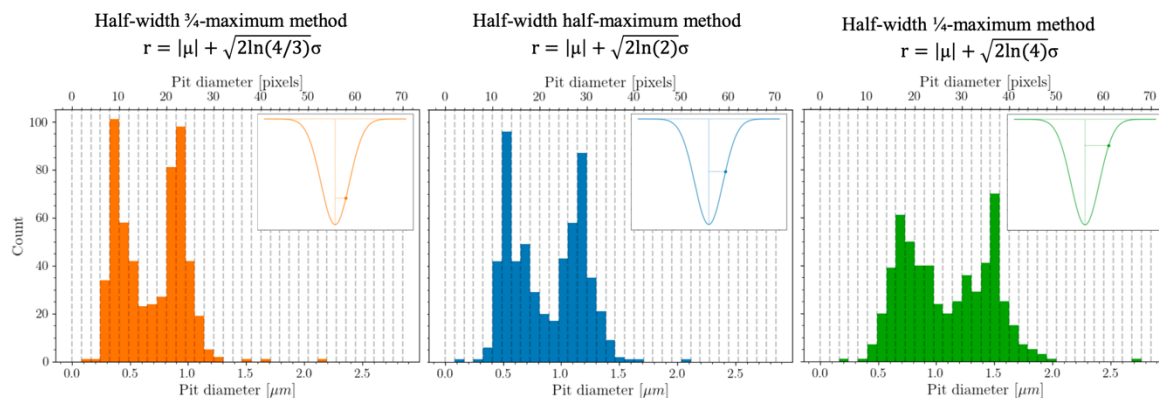 Half-width ¾-maximum method
r = |μ| + √2ln(4/3)σ
Pit diameter [pixels]
0 10 20 30 40 50 60 70
100
80
60
40
20
0
Count
0.0 0.5 1.0 1.5 2.0 2.5
Pit diameter [μm]
Half-width half-maximum method
r = |μ| + √2ln(2)σ
Pit diameter [pixels]
0 10 20 30 40 50 60 70
0.0 0.5 1.0 1.5 2.0 2.5
Pit diameter [μm]
Half-width ¼-maximum method
r = |μ| + √2ln(4)σ
Pit diameter [pixels]
0 10 20 30 40 50 60 70
0.0 0.5 1.0 1.5 2.0 2.5
Pit diameter [μm]